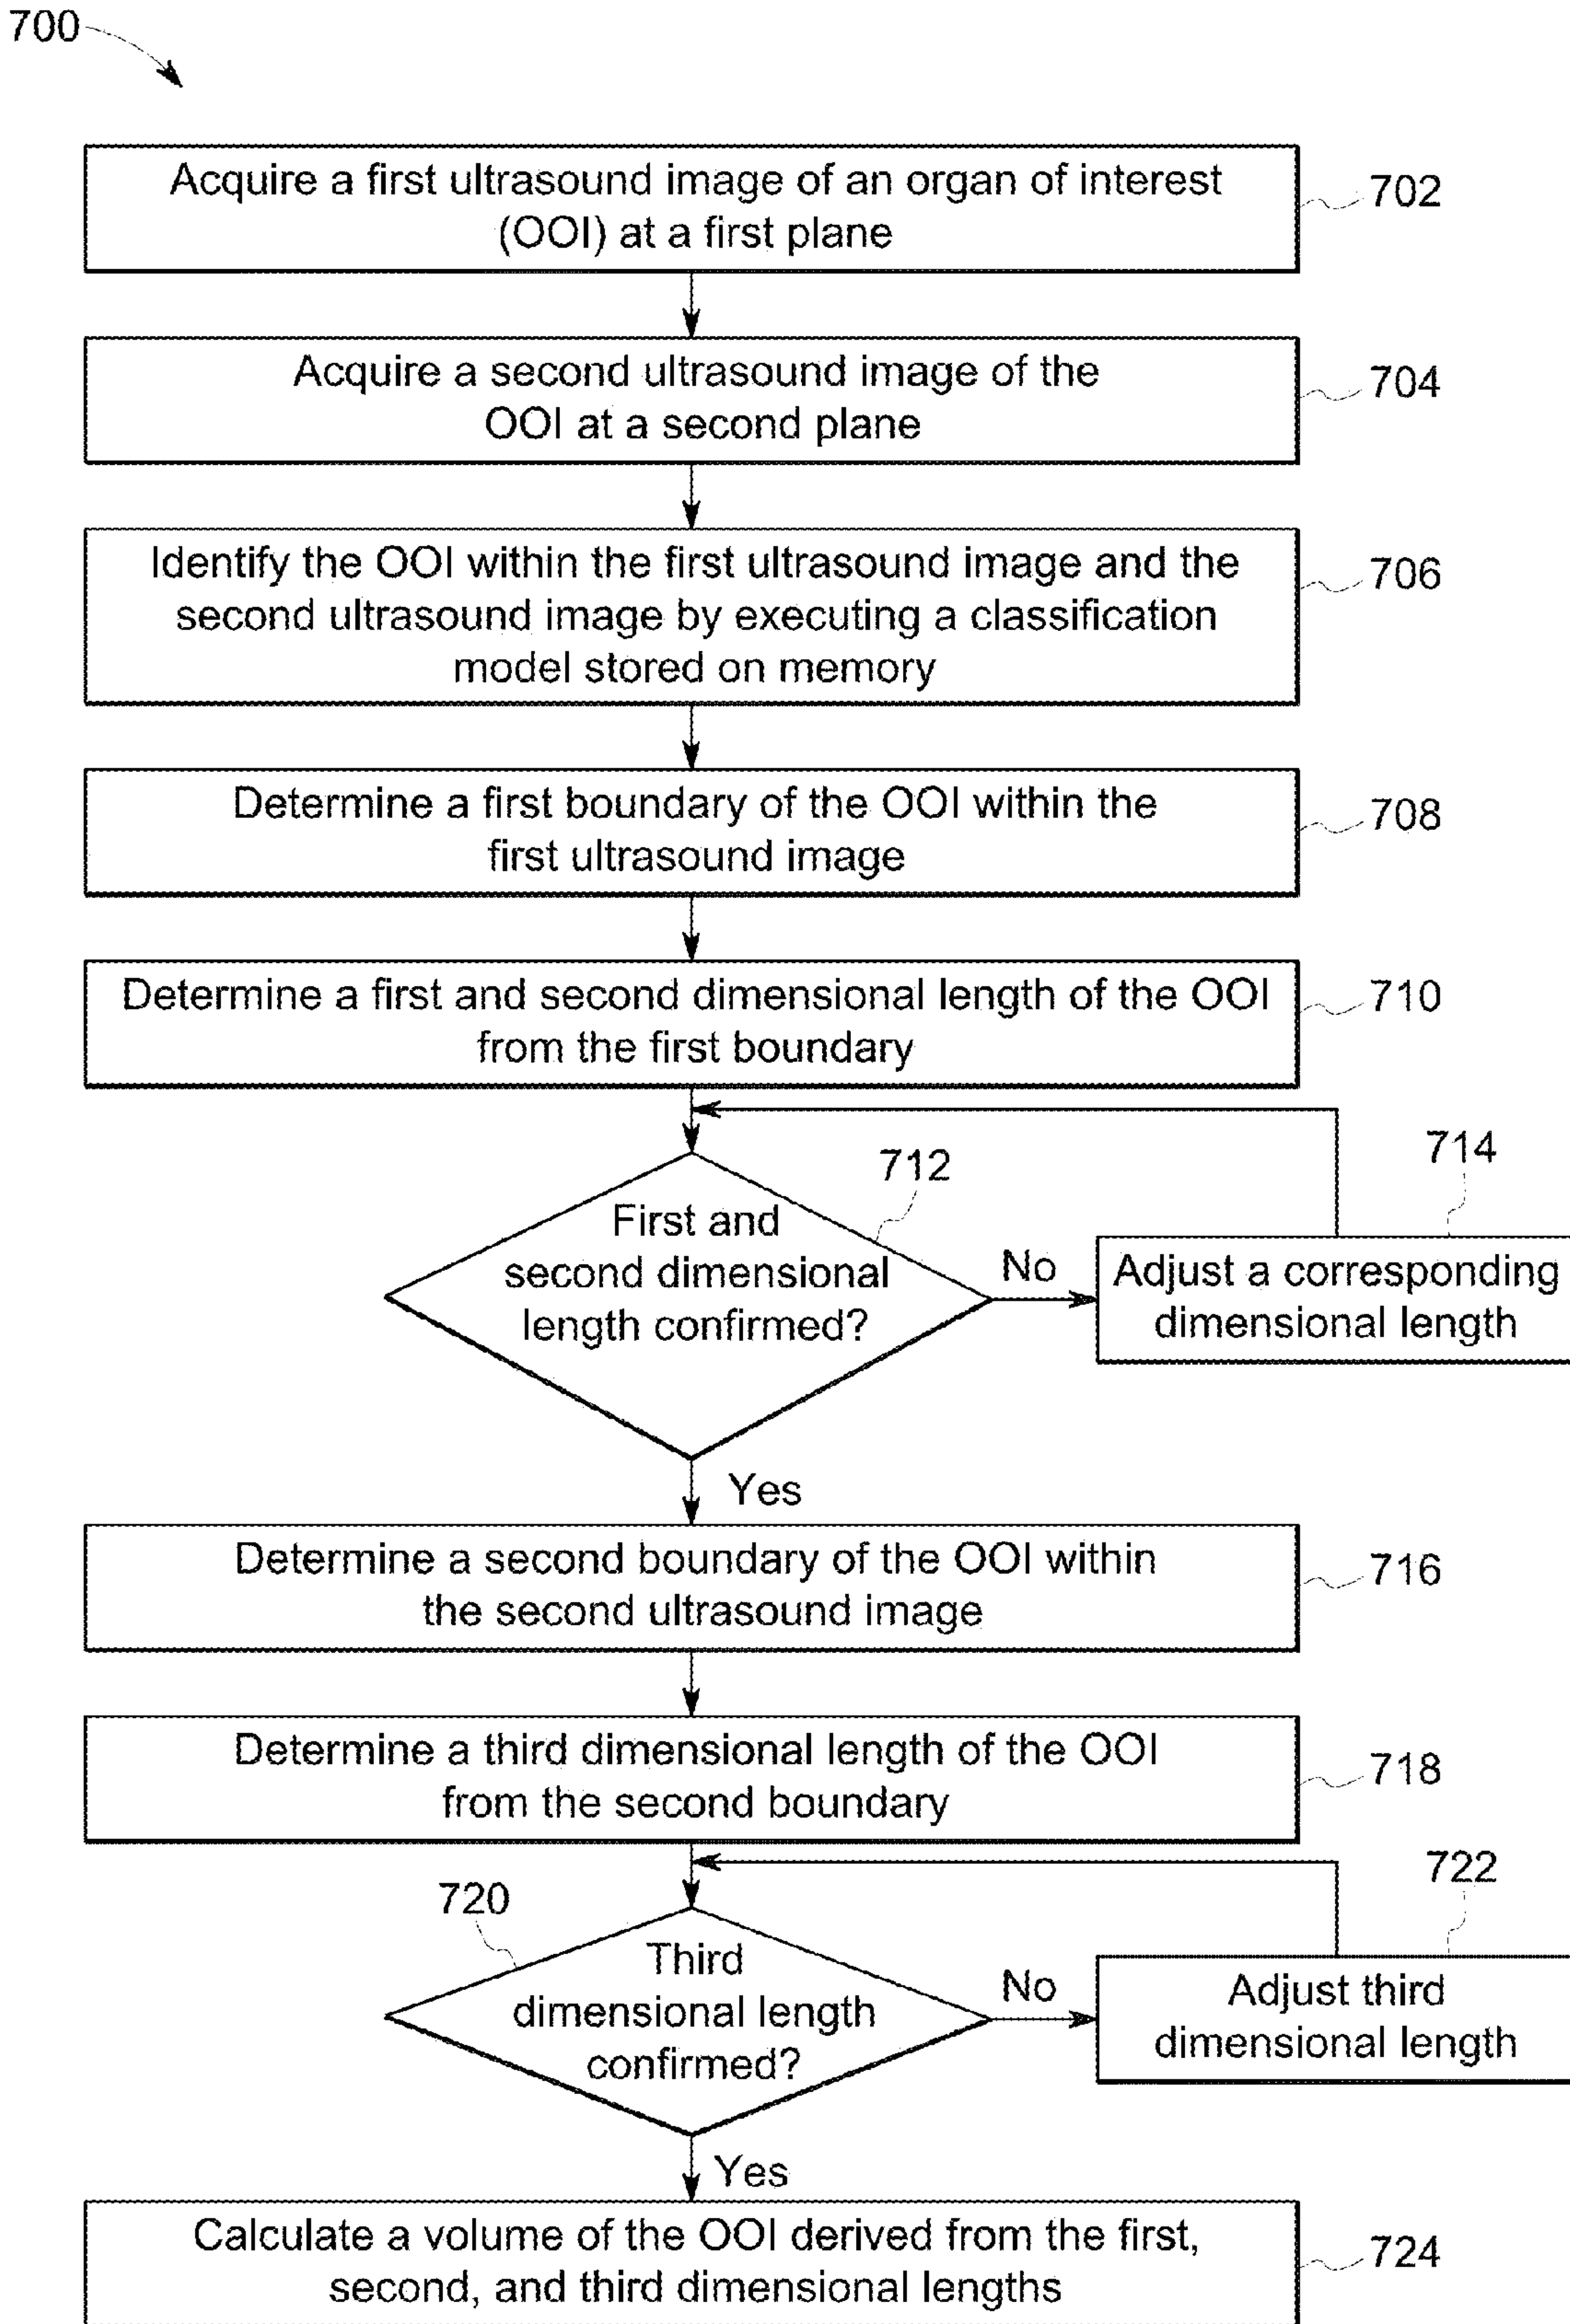 700
Acquire a first ultrasound image of an organ of interest
(OOI) at a first plane
702
Acquire a second ultrasound image of the
OOI at a second plane
704
Identify the OOI within the first ultrasound image and the
second ultrasound image by executing a classification
model stored on memory
706
Determine a first boundary of the OOI within the
first ultrasound image
708
Determine a first and second dimensional length of the OOI
from the first boundary
710
712
First and
second dimensional
length confirmed?
No
714
Adjust a corresponding
dimensional length
Yes
Determine a second boundary of the OOI within
the second ultrasound image
716
Determine a third dimensional length of the OOI
from the second boundary
718
720
Third
dimensional length
confirmed?
No
722
Adjust third
dimensional length
Yes
Calculate a volume of the OOI derived from the first,
second, and third dimensional lengths
724